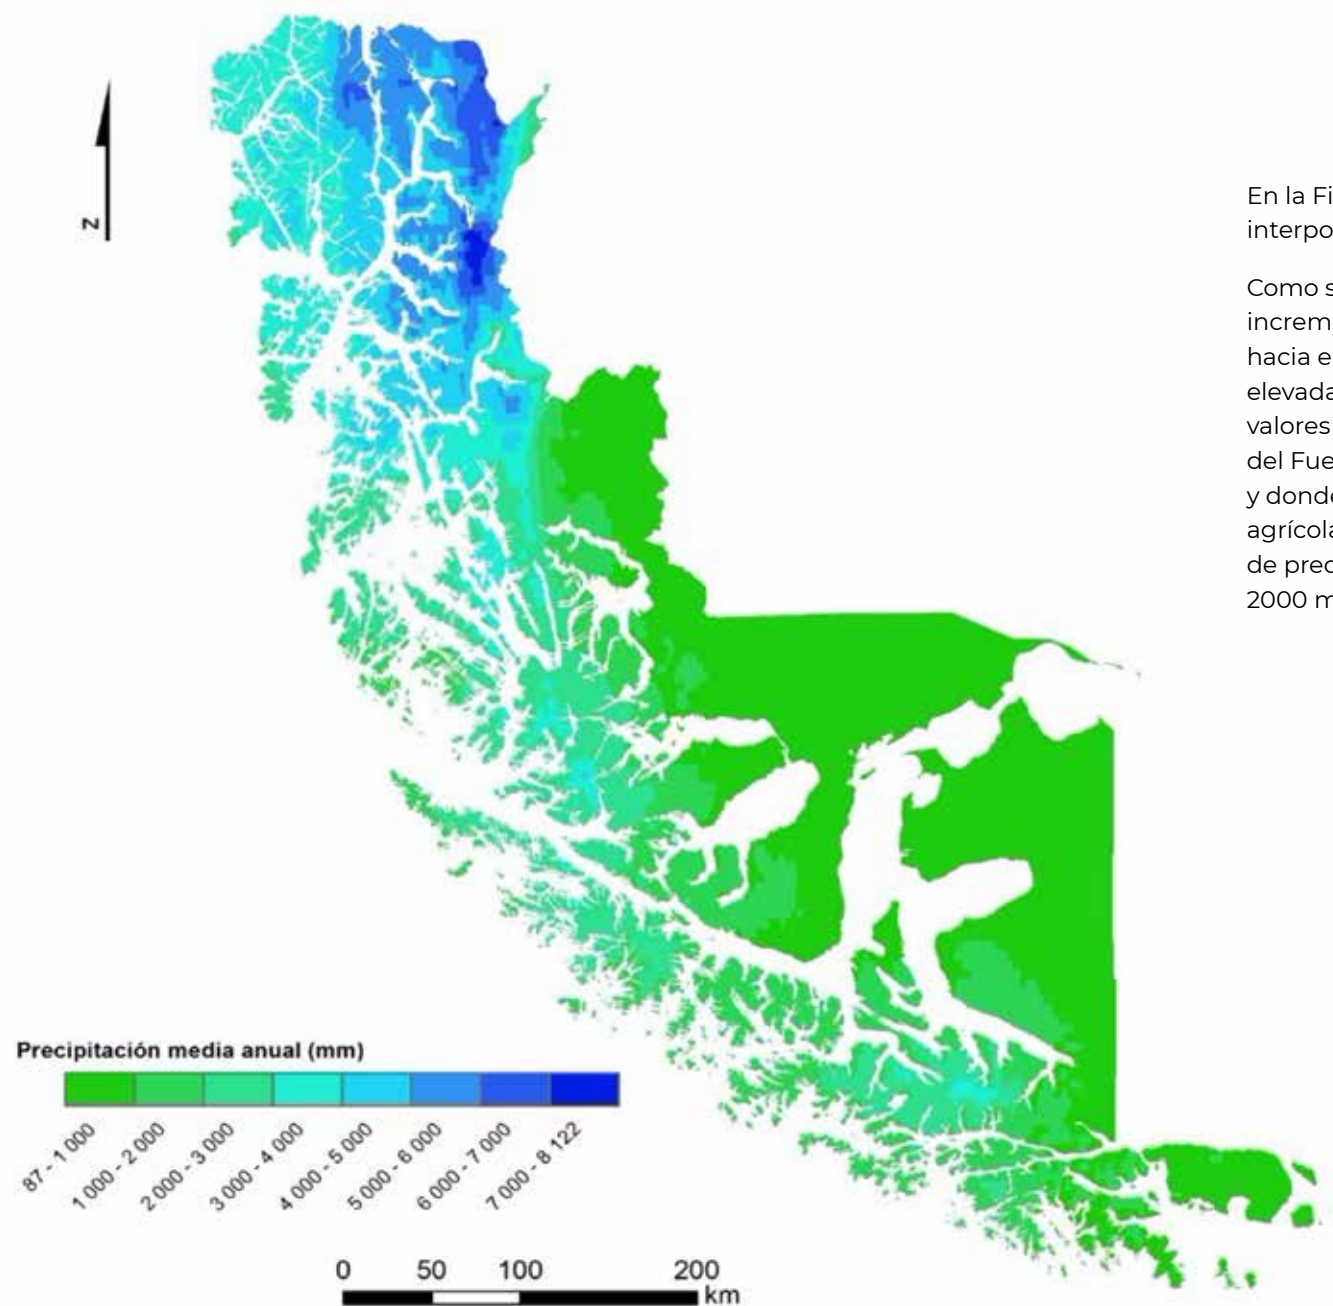 N
En la Fi
interpo
Como s
increm
hacia e
elevada
valores
del Fue
y donde
agrícola
de prec
2000 m
Precipitación media anual (mm)
87 - 1 000
1 000 - 2 000
2 000 - 3 000
3 000 - 4 000
4 000 - 5 000
5 000 - 6 000
6 000 - 7 000
7 000 - 8 122
0 50 100 200
km